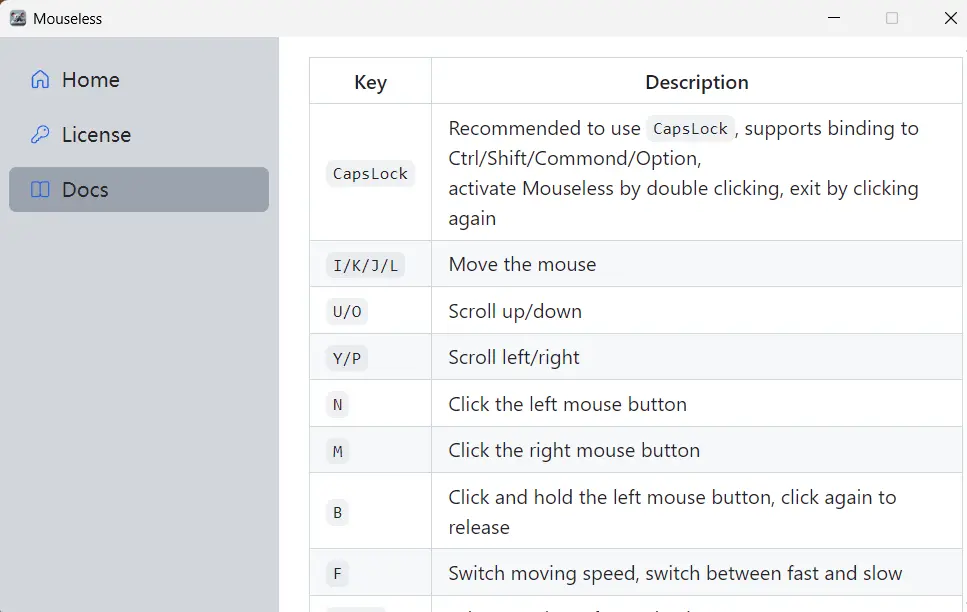 Mouseless
Home
License
Docs
Key Description
CapsLock
Recommended to use CapsLock, supports binding to
Ctrl/Shift/Commond/Option,
activate Mouseless by double clicking, exit by clicking
again
I/K/J/L Move the mouse
U/O Scroll up/down
Y/P Scroll left/right
N Click the left mouse button
M Click the right mouse button
B
Click and hold the left mouse button, click again to
release
F Switch moving speed, switch between fast and slow